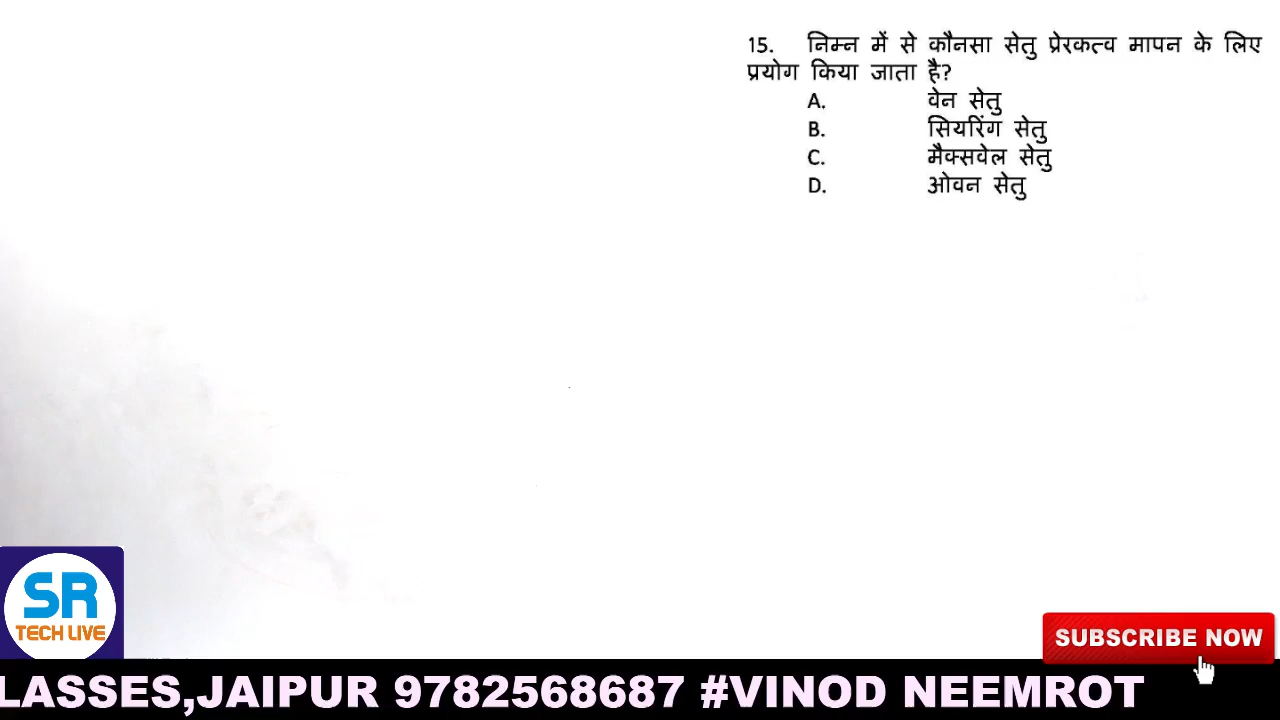 15. निम्न में से कौनसा सेतु प्रेरकत्व मापन के लिए
प्रयोग किया जाता है?
A. वेन सेतु
B. सियरिंग सेतु
C. मैक्सवेल सेतु
D. ओवन सेतु
SR
TECH LIVE
SUBSCRIBE NOW
LASSES,JAIPUR 9782568687 #VINOD NEEMROT